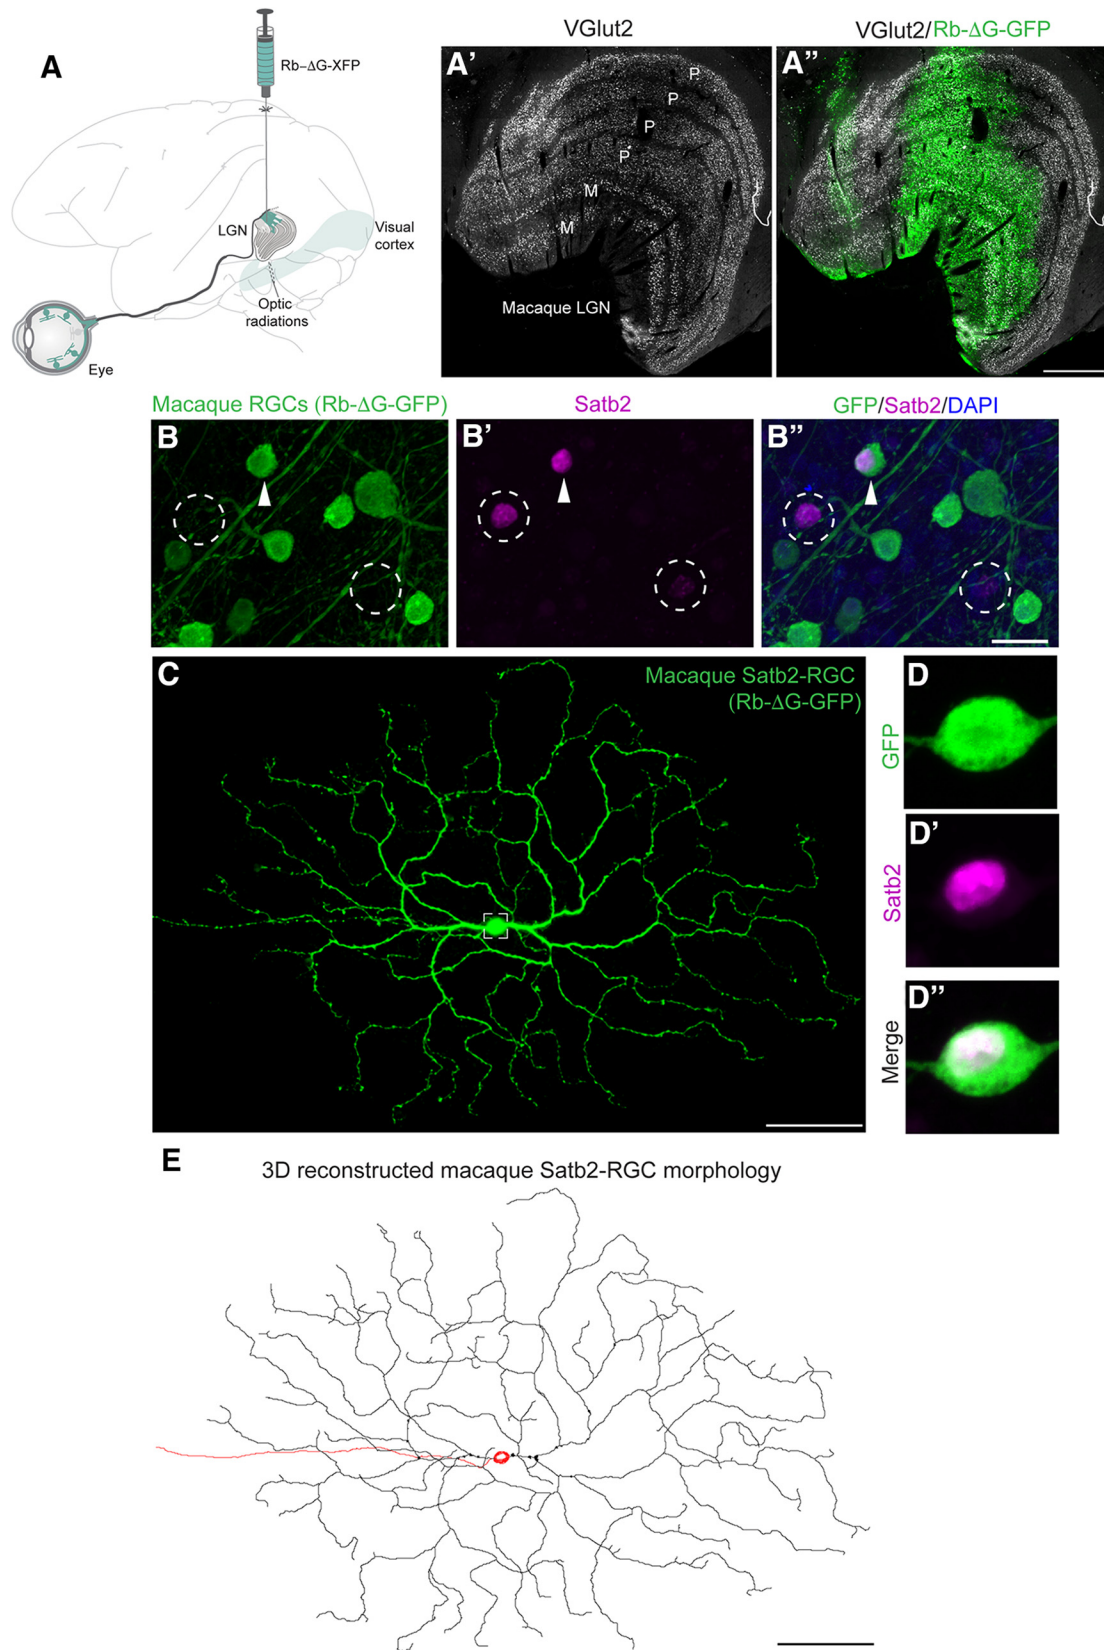 A
Rb–ΔG-XFP
LGN
Visual
cortex
Optic
radiations
Eye
VGlut2
A’
P
P
P
P
M
M
Macaque LGN
VGlut2/Rb-ΔG-GFP
A’’
Macaque RGCs (Rb-ΔG-GFP)
B
Satb2
B’
GFP/Satb2/DAPI
B’’
C
Macaque Satb2-RGC
(Rb-ΔG-GFP)
D
GFP
D’
Satb2
D’’
Merge
E
3D reconstructed macaque Satb2-RGC morphology